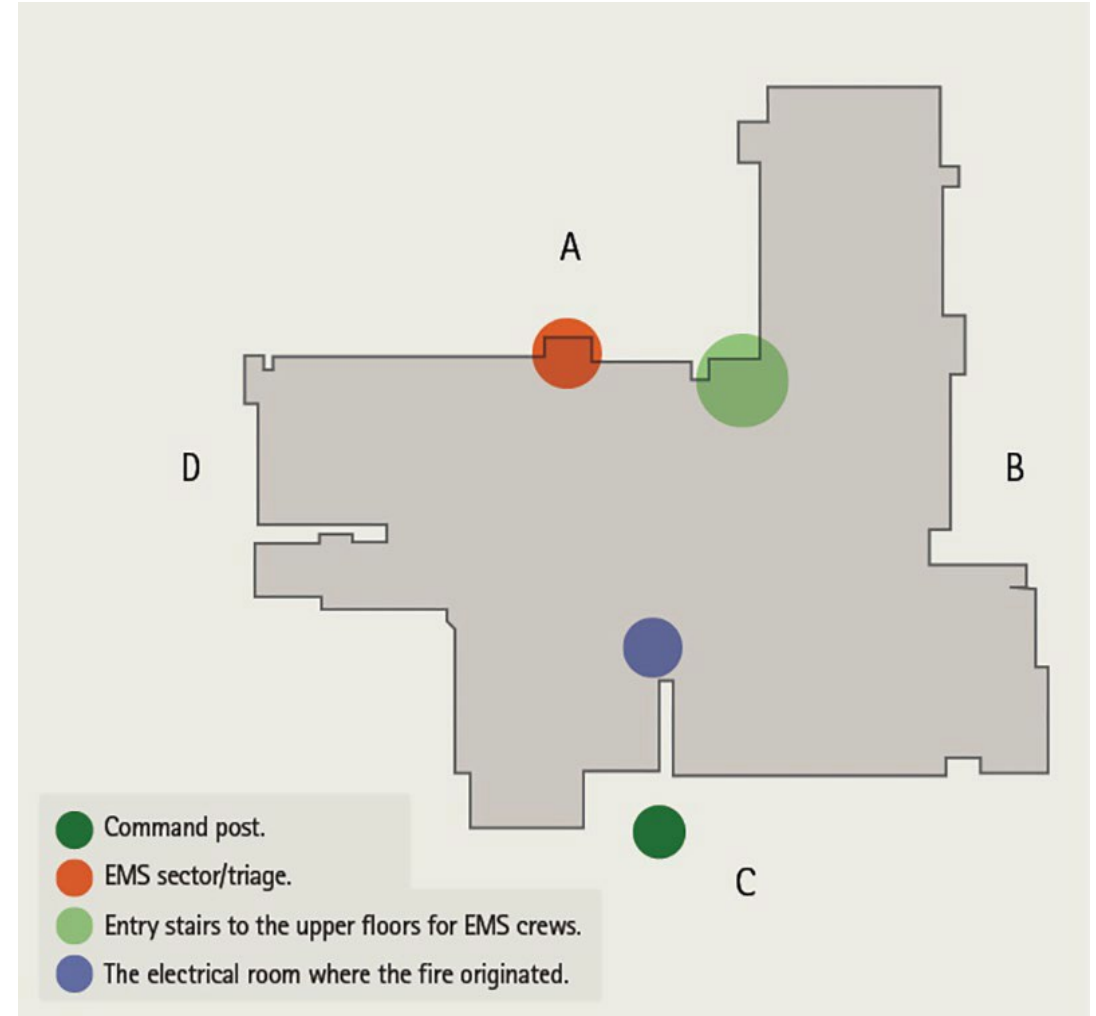 A
D
B
C
Command post.
EMS sector/triage.
Entry stairs to the upper floors for EMS crews.
The electrical room where the fire originated.